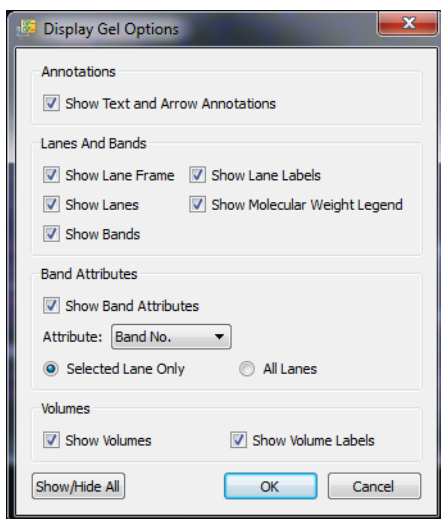 Display Gel Options
Annotations
Show Text and Arrow Annotations
Lanes And Bands
Show Lane Frame Show Lane Labels
Show Lanes Show Molecular Weight Legend
Show Bands
Band Attributes
Show Band Attributes
Attribute: Band No.
Selected Lane Only All Lanes
Volumes
Show Volumes Show Volume Labels
Show/Hide All OK Cancel